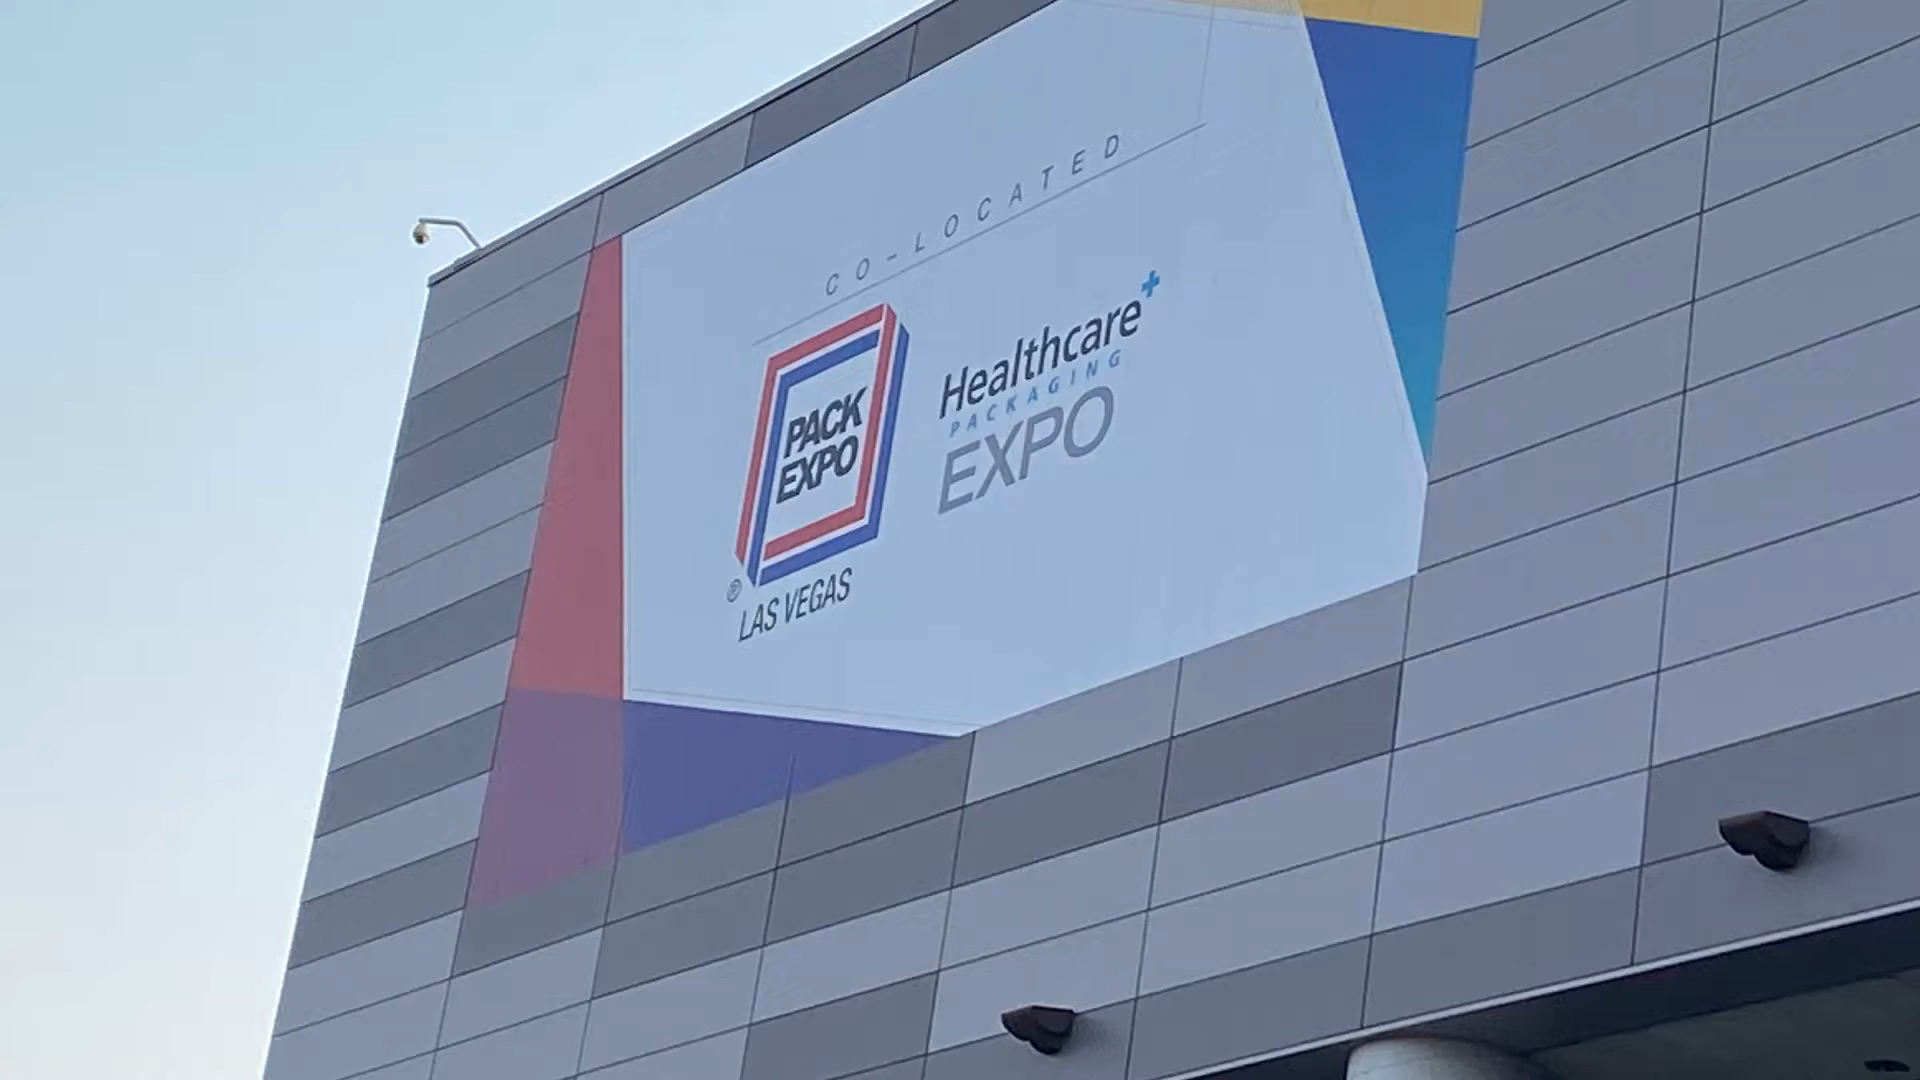 CO-LOCATED
PACK
EXPO
®
LAS VEGAS
Healthcare+
PACKAGING
EXPO